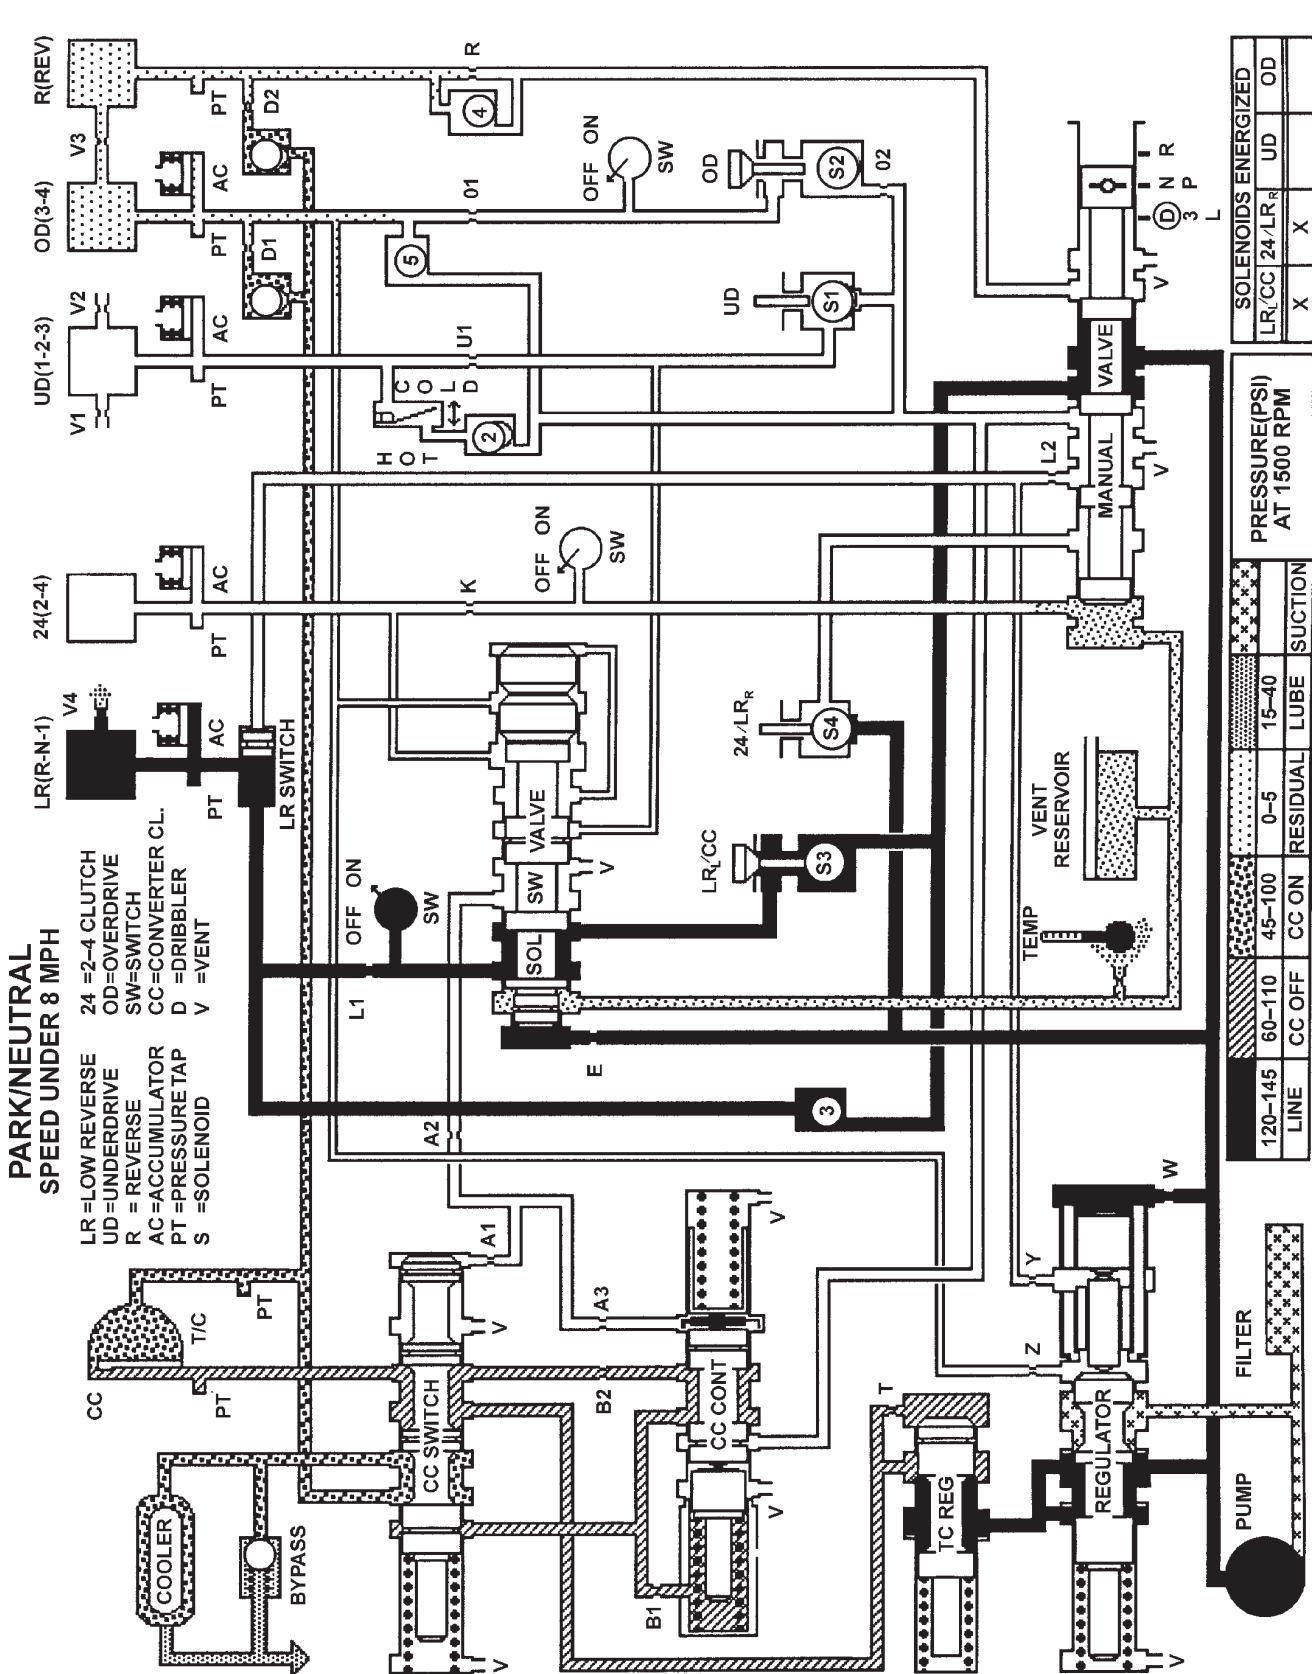 PARK/NEUTRAL
SPEED UNDER 8 MPH
LR =LOW REVERSE
UD=UNDERDRIVE
R = REVERSE
AC =ACCUMULATOR
PT =PRESSURE TAP
S =SOLENOID
24 =2–4 CLUTCH
OD=OVERDRIVE
SW=SWITCH
CC=CONVERTER CL.
D =DRIBBLER
V =VENT
LR(R-N-1)
V4
24(2-4)
UD(1-2-3)
V1
V2
OD(3-4)
V3
R(REV)
PT
AC
PT
AC
PT
AC
PT
AC
PT
D1
D2
LR SWITCH
CC
T/C
PT
PT
COOLER
BYPASS
CC SWITCH
V
V
A1
A2
A3
B1
B2
CC CONT
V
V
L1
OFF ON
SW
SOL
SW
VALVE
V
E
3
K
OFF ON
SW
HOT
COLD
2
U1
5
01
4
R
OFF ON
SW
UD
S1
OD
S2
02
LR L/CC
S3
24/LR R
S4
TEMP
VENT
RESERVOIR
L2
MANUAL
VALVE
V
V
D N R
3 P
L
T
TC REG
V
REGULATOR
V
Z
Y
W
PUMP
FILTER
120–145
60–110
45–100
0–5
15–40
LINE
CC OFF
CC ON
RESIDUAL
LUBE
SUCTION
PRESSURE(PSI)
AT 1500 RPM
SOLENOIDS ENERGIZED
LR L/CC
24/LR R
UD
OD
X
X